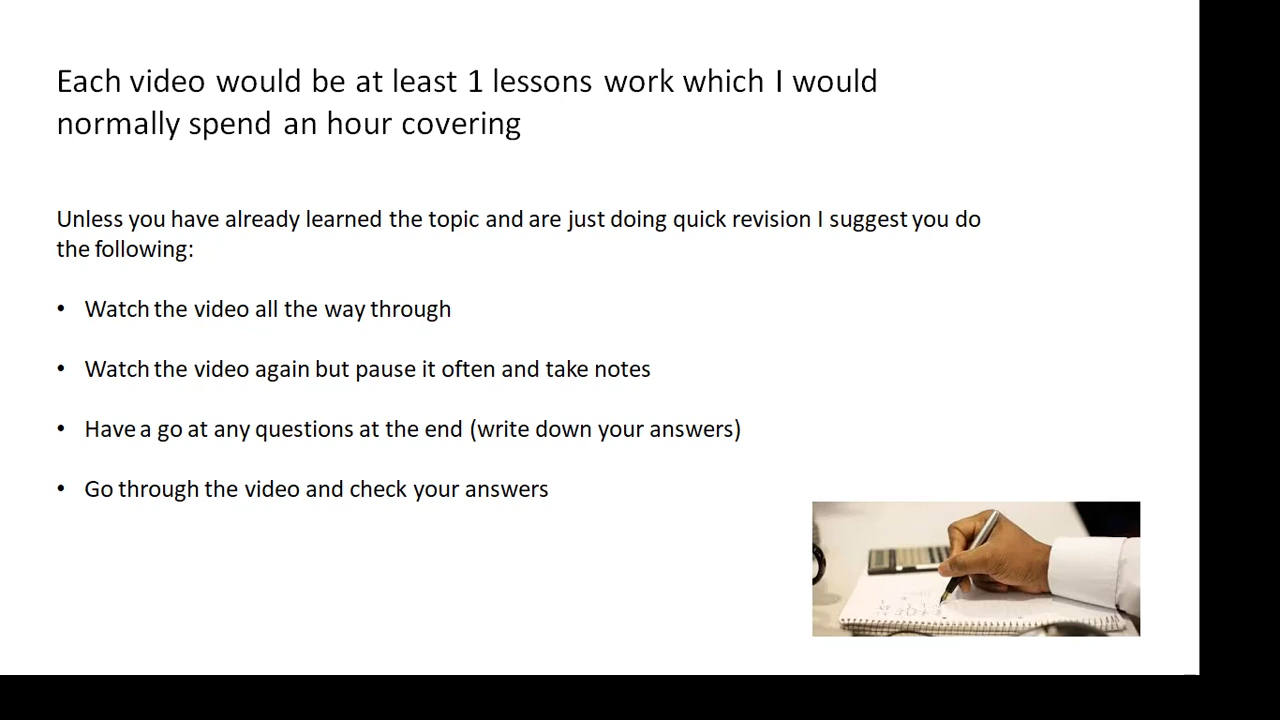 Each video would be at least 1 lessons work which I would
normally spend an hour covering
Unless you have already learned the topic and are just doing quick revision I suggest you do
the following:
• Watch the video all the way through
• Watch the video again but pause it often and take notes
• Have a go at any questions at the end (write down your answers)
• Go through the video and check your answers